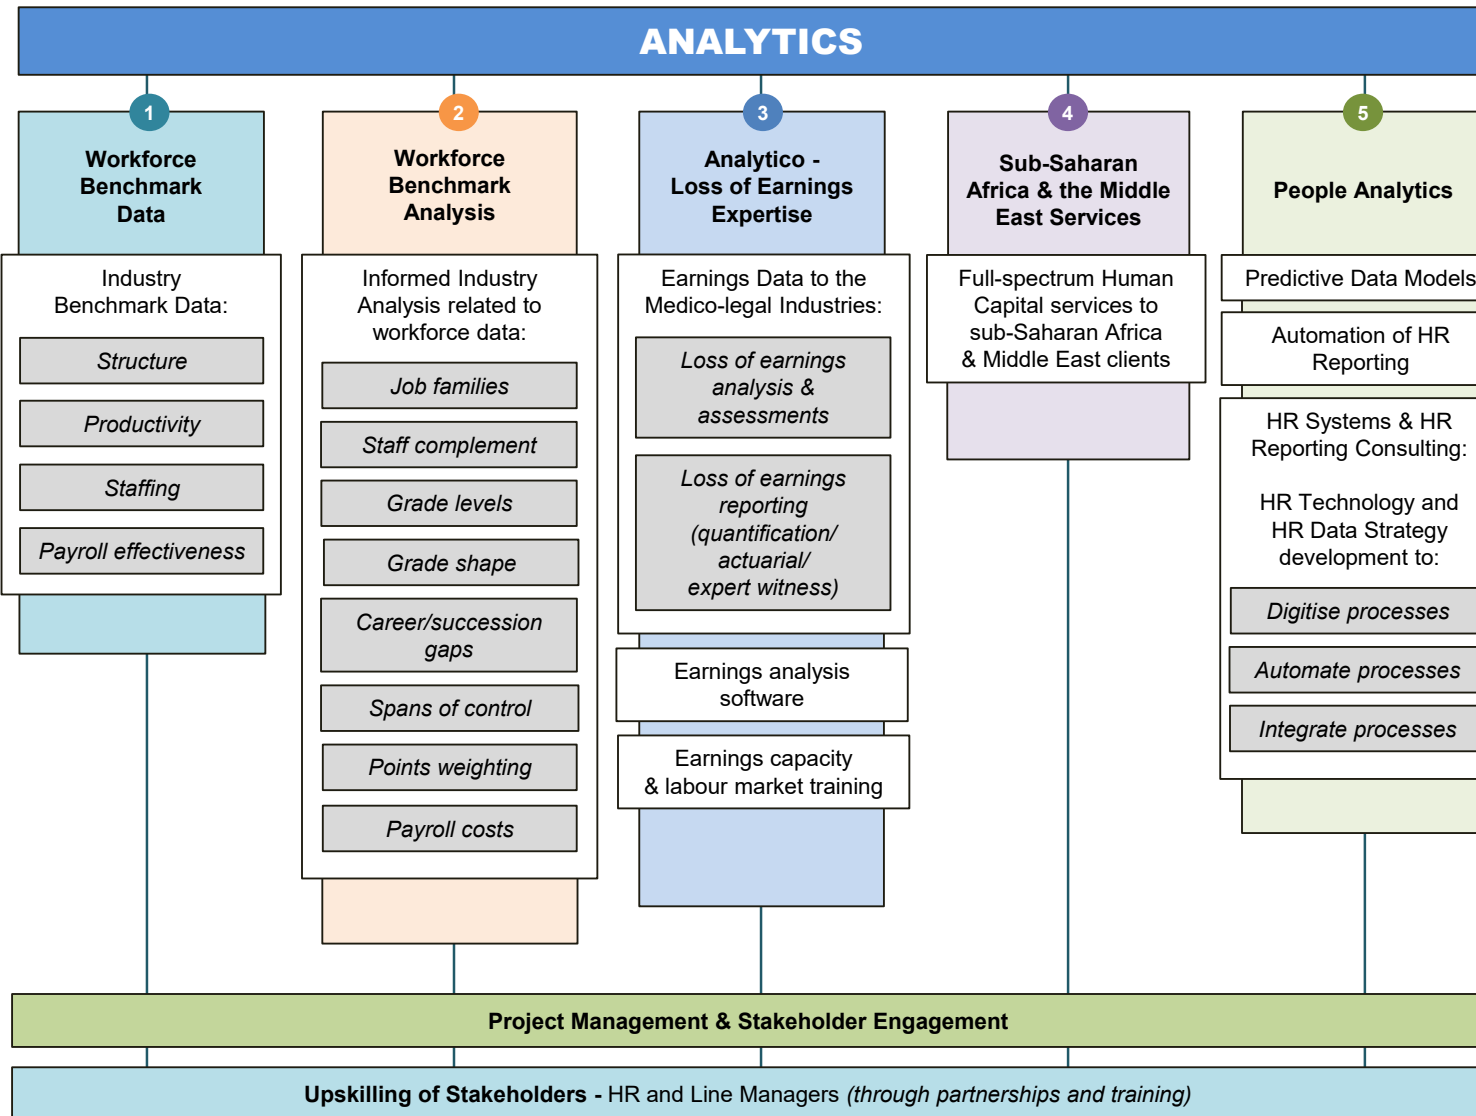 ANALYTICS
1
Workforce
Benchmark
Data
Industry
Benchmark Data:
Structure
Productivity
Staffing
Payroll effectiveness
2
Workforce
Benchmark
Analysis
Informed Industry
Analysis related to
workforce data:
Job families
Staff complement
Grade levels
Grade shape
Career/succession
gaps
Spans of control
Points weighting
Payroll costs
3
Analytico -
Loss of Earnings
Expertise
Earnings Data to the
Medico-legal Industries:
Loss of earnings
analysis &
assessments
Loss of earnings
reporting
(quantification/
actuarial/
expert witness)
Earnings analysis
software
Earnings capacity
& labour market training
4
Sub-Saharan
Africa & the Middle
East Services
Full-spectrum Human
Capital services to
sub-Saharan Africa
& Middle East clients
5
People Analytics
Predictive Data Models
Automation of HR
Reporting
HR Systems & HR
Reporting Consulting:
HR Technology and
HR Data Strategy
development to:
Digitise processes
Automate processes
Integrate processes
Project Management & Stakeholder Engagement
Upskilling of Stakeholders - HR and Line Managers (through partnerships and training)